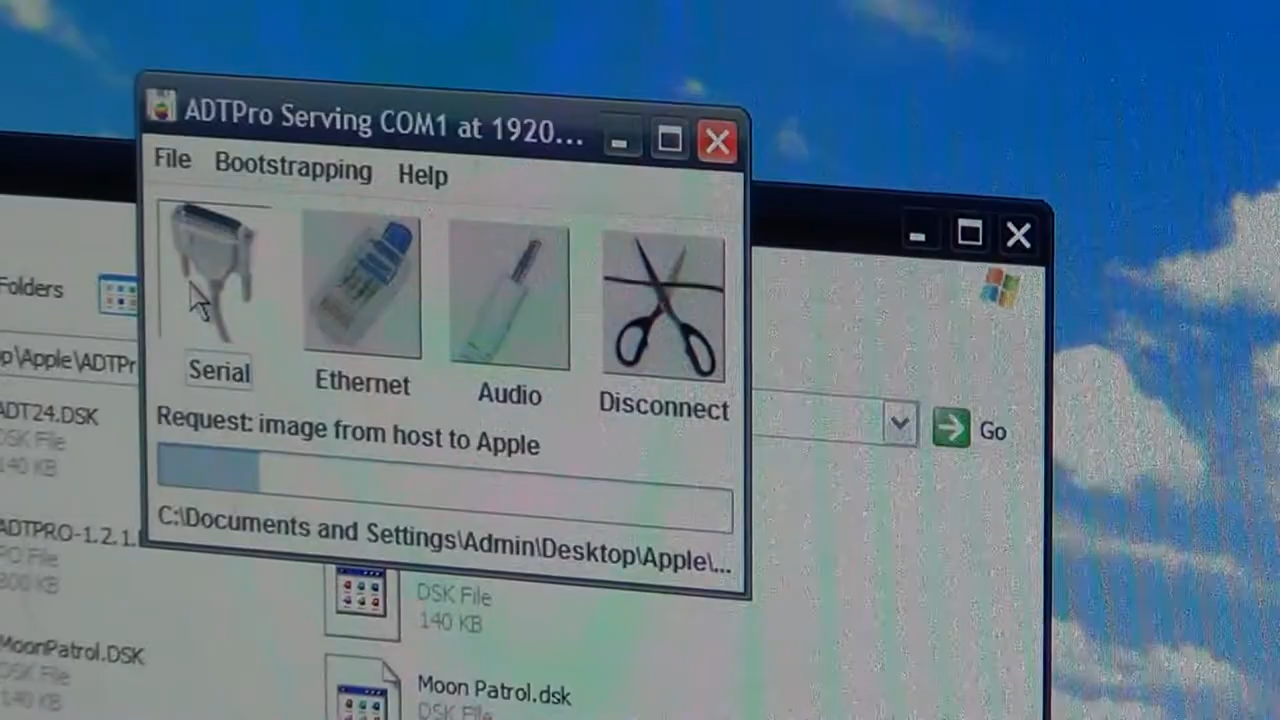 ADTPro Serving COM1 at 1920...
File Bootstrapping Help
Serial Ethernet Audio Disconnect
Request: image from host to Apple
C:\Documents and Settings\Admin\Desktop\Apple\...
Folders
p\Apple\ADTPr
Go
ADT24.DSK
DSK File
140 KB
ADTPRO-1.2.1.
PO File
800 KB
DSK File
140 KB
MoonPatrol.DSK
DSK File
140 KB
Moon Patrol.dsk
DSK File